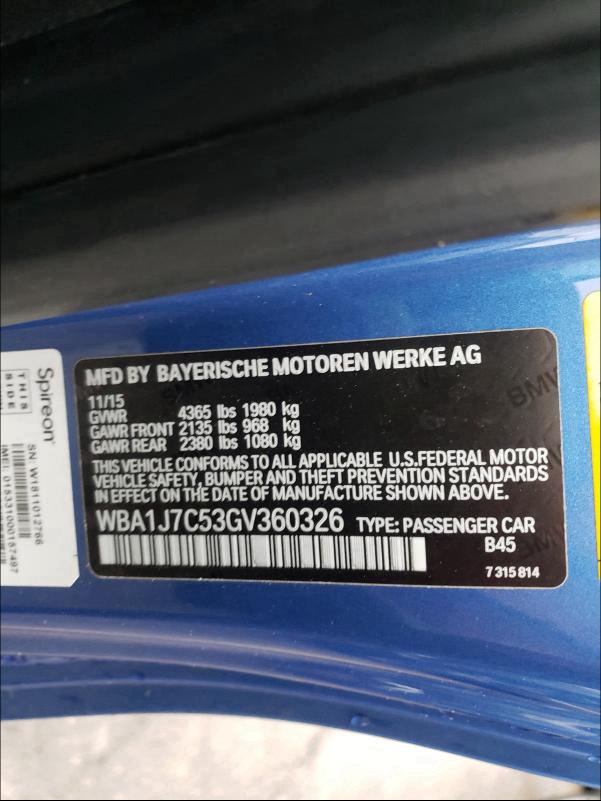 MFD BY BAYERISCHE MOTOREN WERKE AG
11/15
GVWR 4365 lbs 1980 kg
GAWR FRONT 2135 lbs 968 kg
GAWR REAR 2380 lbs 1080 kg
THIS VEHICLE CONFORMS TO ALL APPLICABLE U.S.FEDERAL MOTOR
VEHICLE SAFETY, BUMPER, AND THEFT PREVENTION STANDARDS
IN EFFECT ON THE DATE OF MANUFACTURE SHOWN ABOVE.
WBA1J7C53GV360326 TYPE: PASSENGER CAR
B45
7 315 814
BMW
THIS
SIDE
Spireon
SN: W1811012766